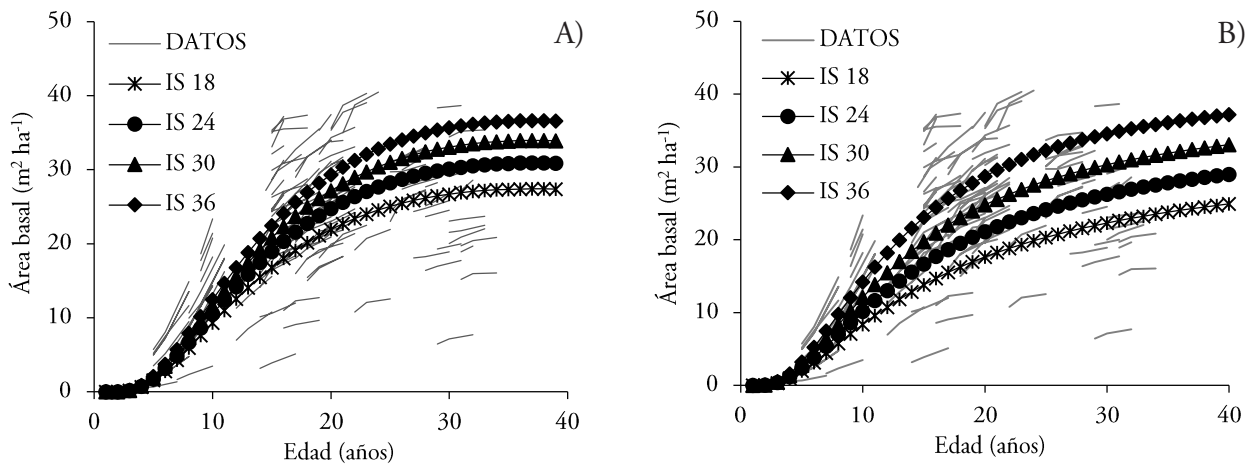 A)
50
40
30
20
10
0
Área basal (m² ha⁻¹)
DATOS
IS 18
IS 24
IS 30
IS 36
0 10 20 30 40
Edad (años)
B)
50
40
30
20
10
0
Área basal (m² ha⁻¹)
DATOS
IS 18
IS 24
IS 30
IS 36
0 10 20 30 40
Edad (años)